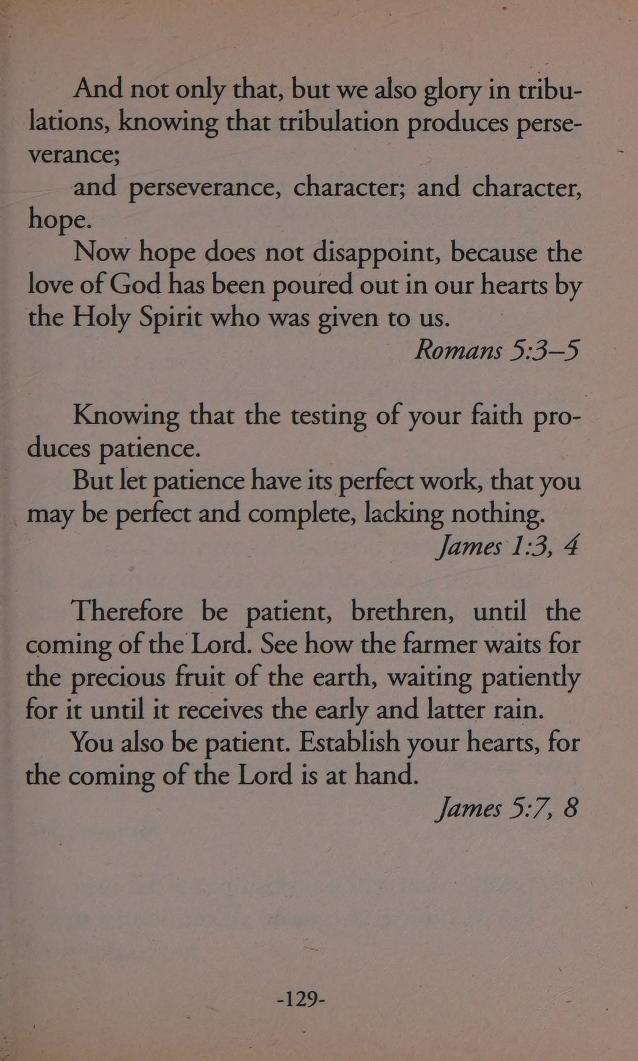 And not only that, but we also glory in tribu-
lations, knowing that tribulation produces perse-
verance;
and perseverance, character; and character,
hope.
Now hope does not disappoint, because the
love of God has been poured out in our hearts by
the Holy Spirit who was given to us.
Romans 5:3–5
Knowing that the testing of your faith pro-
duces patience.
But let patience have its perfect work, that you
may be perfect and complete, lacking nothing.
James 1:3, 4
Therefore be patient, brethren, until the
coming of the Lord. See how the farmer waits for
the precious fruit of the earth, waiting patiently
for it until it receives the early and latter rain.
You also be patient. Establish your hearts, for
the coming of the Lord is at hand.
James 5:7, 8
-129-